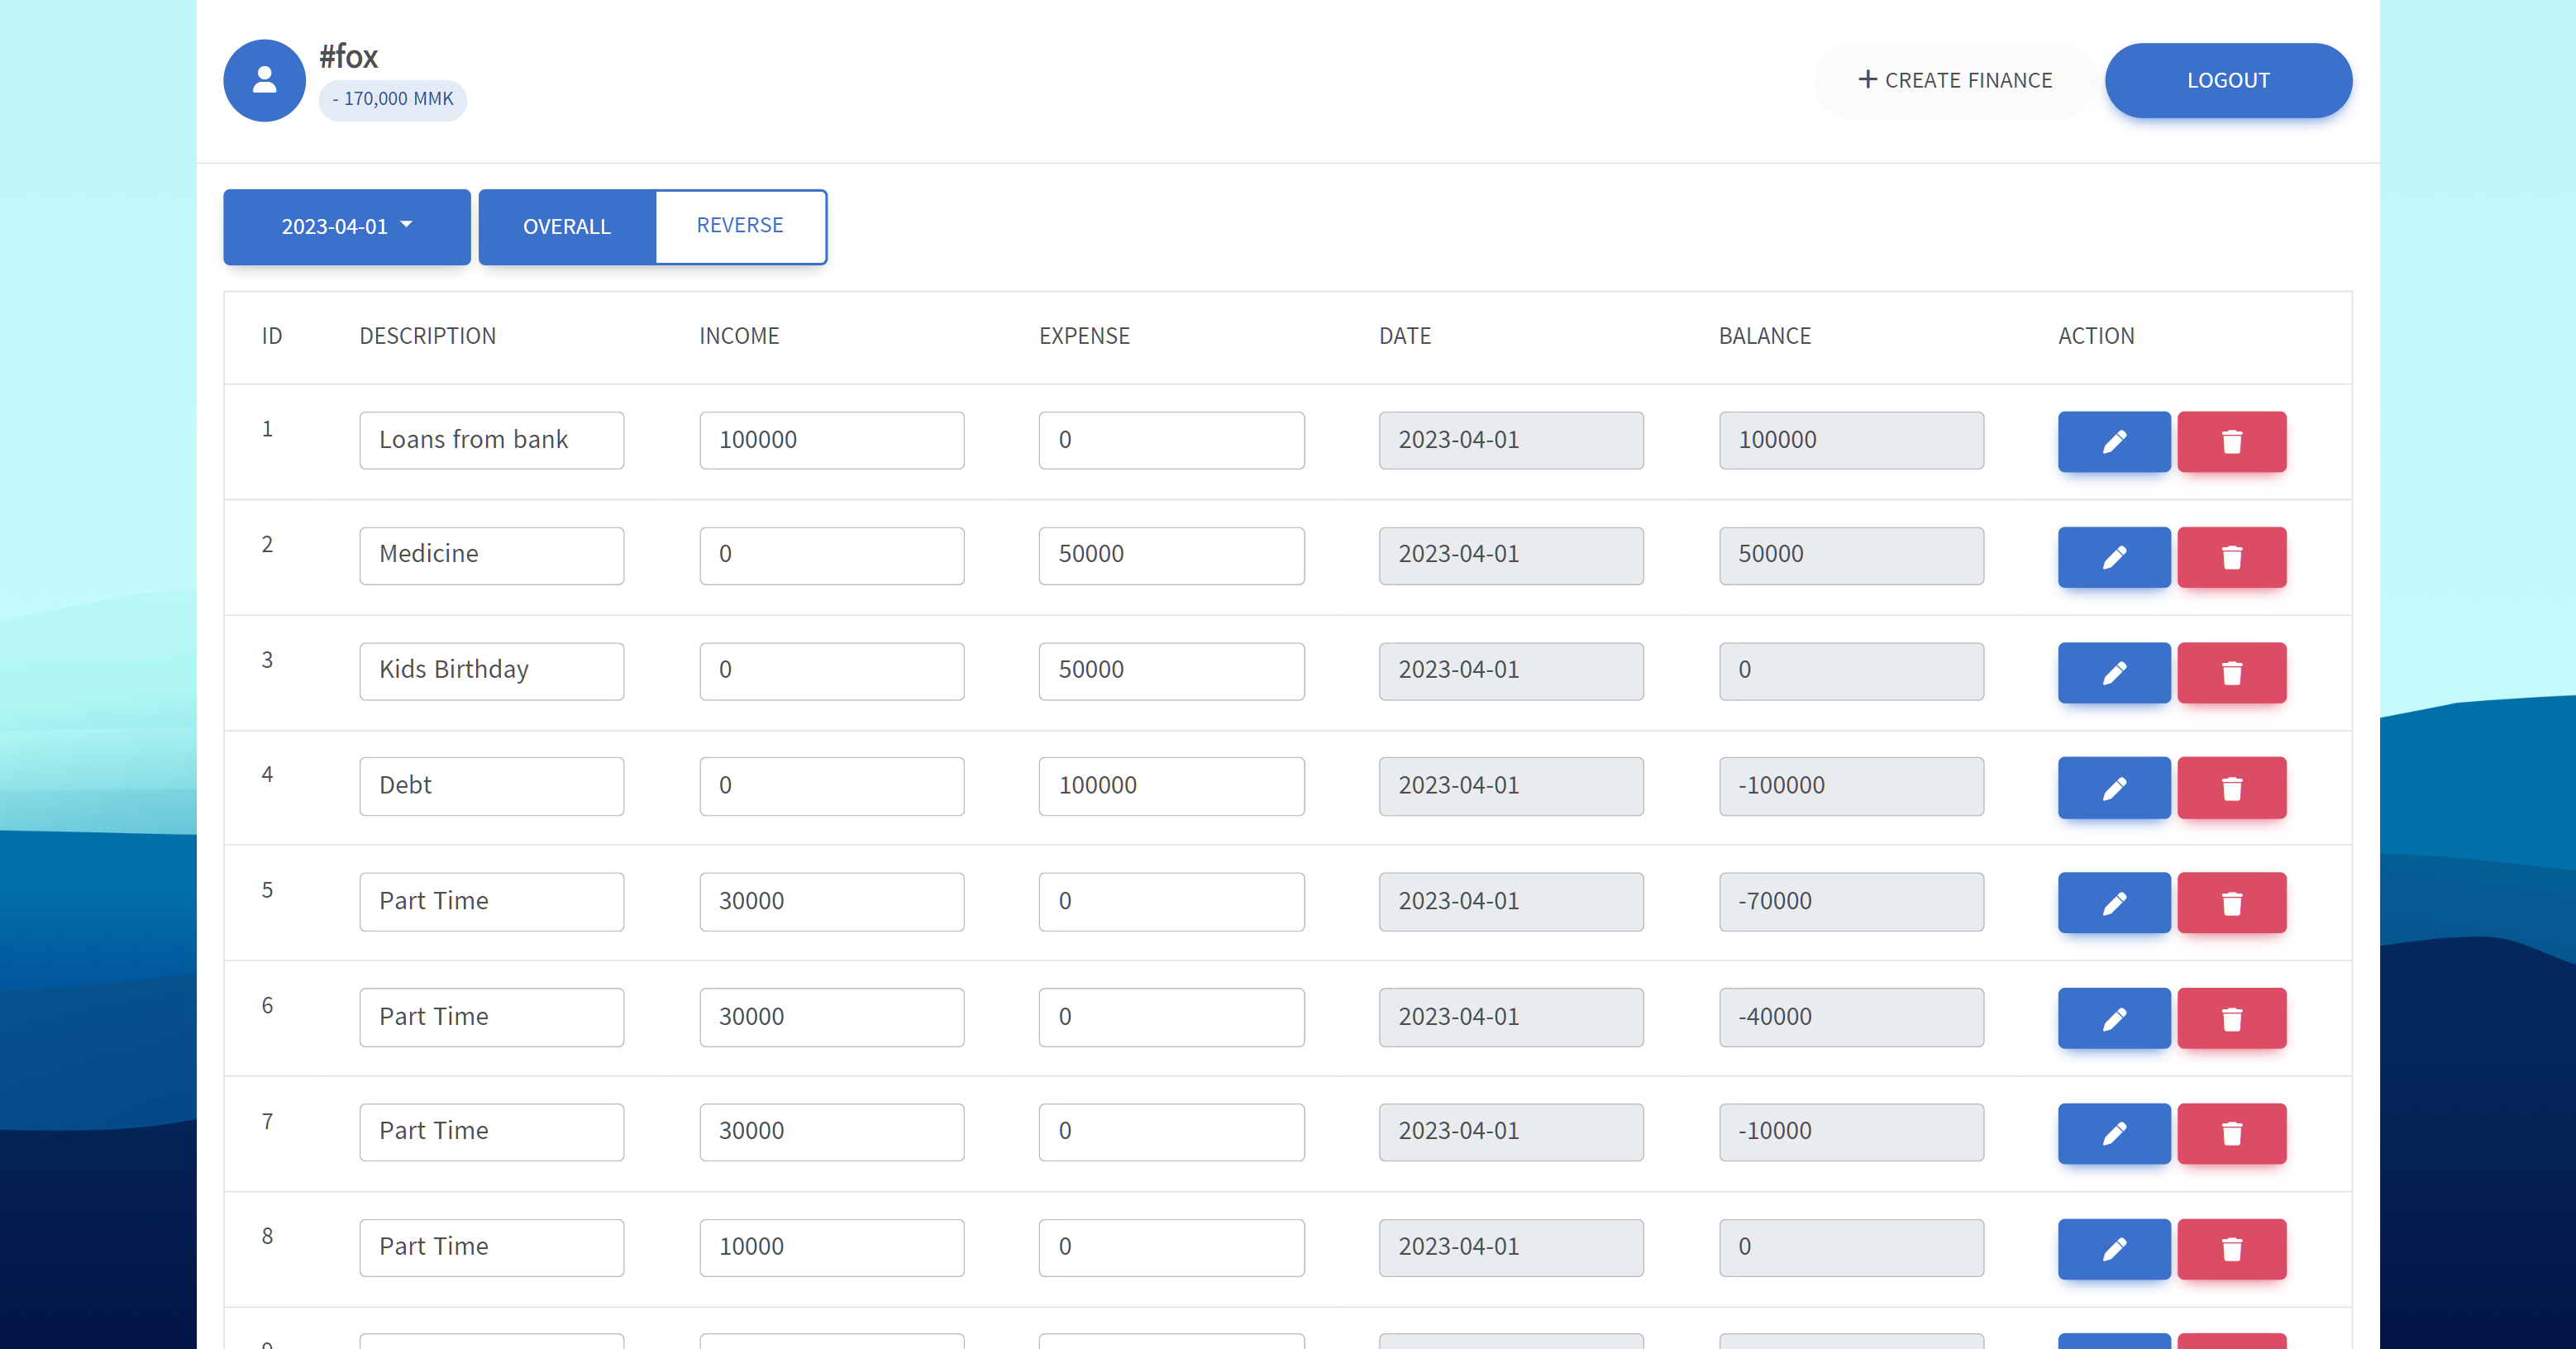 #fox
- 170,000 MMK
CREATE FINANCE
LOGOUT
2023-04-01
OVERALL
REVERSE
ID DESCRIPTION INCOME EXPENSE DATE BALANCE ACTION
1 Loans from bank 100000 0 2023-04-01 100000
2 Medicine 0 50000 2023-04-01 50000
3 Kids Birthday 0 50000 2023-04-01 0
4 Debt 0 100000 2023-04-01 -100000
5 Part Time 30000 0 2023-04-01 -70000
6 Part Time 30000 0 2023-04-01 -40000
7 Part Time 30000 0 2023-04-01 -10000
8 Part Time 10000 0 2023-04-01 0